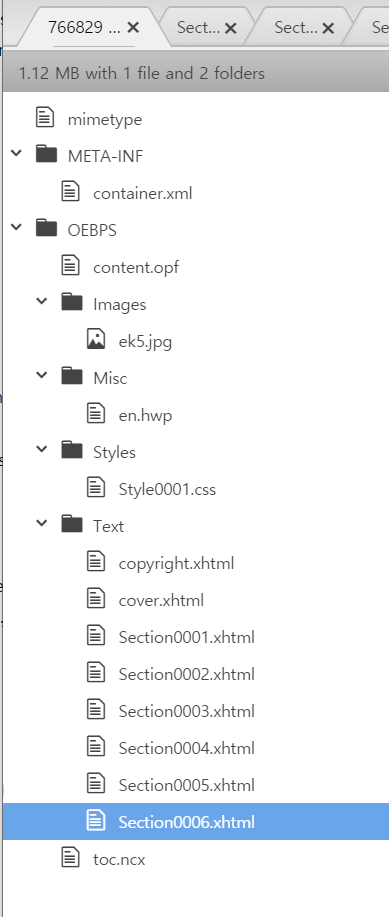 766829 ...
Sect...
Sect...
Se
1.12 MB with 1 file and 2 folders
mimetype
META-INF
container.xml
OEBPS
content.opf
Images
ek5.jpg
Misc
en.hwp
Styles
Style0001.css
Text
copyright.xhtml
cover.xhtml
Section0001.xhtml
Section0002.xhtml
Section0003.xhtml
Section0004.xhtml
Section0005.xhtml
Section0006.xhtml
toc.ncx